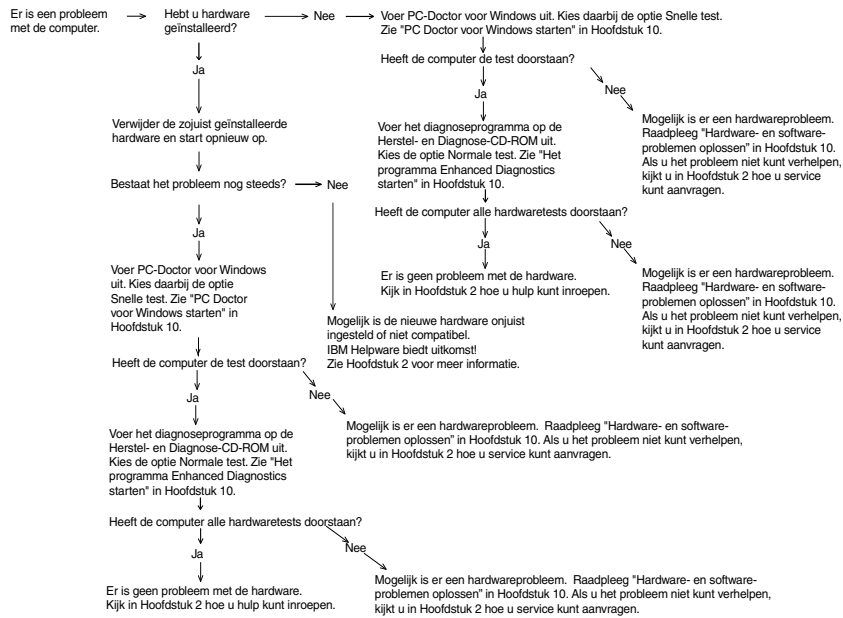 Er is een probleem
met de computer.
Hebt u hardware
geïnstalleerd?
Nee
Voer PC-Doctor voor Windows uit. Kies daarbij de optie Snelle test.
Zie "PC Doctor voor Windows starten" in Hoofdstuk 10.
Heeft de computer de test doorstaan?
Nee
Mogelijk is er een hardwareprobleem.
Raadpleeg "Hardware- en software-
problemen oplossen" in Hoofdstuk 10.
Als u het probleem niet kunt verhelpen,
kijkt u in Hoofdstuk 2 hoe u service
kunt aanvragen.
Ja
Voer het diagnoseprogramma op de
Herstel- en Diagnose-CD-ROM uit.
Kies de optie Normale test. Zie "Het
programma Enhanced Diagnostics
starten" in Hoofdstuk 10.
Heeft de computer alle hardwaretests doorstaan?
Nee
Mogelijk is er een hardwareprobleem.
Raadpleeg "Hardware- en software-
problemen oplossen" in Hoofdstuk 10.
Als u het probleem niet kunt verhelpen,
kijkt u in Hoofdstuk 2 hoe u service
kunt aanvragen.
Ja
Er is geen probleem met de hardware.
Kijk in Hoofdstuk 2 hoe u hulp kunt inroepen.
Ja
Verwijder de zojuist geïnstalleerde
hardware en start opnieuw op.
Bestaat het probleem nog steeds?
Nee
Mogelijk is de nieuwe hardware onjuist
ingesteld of niet compatibel.
IBM Helpware biedt uitkomst!
Zie Hoofdstuk 2 voor meer informatie.
Ja
Voer PC-Doctor voor Windows
uit. Kies daarbij de optie
Snelle test. Zie "PC Doctor
voor Windows starten" in
Hoofdstuk 10.
Heeft de computer de test doorstaan?
Nee
Mogelijk is er een hardwareprobleem. Raadpleeg "Hardware- en software-
problemen oplossen" in Hoofdstuk 10. Als u het probleem niet kunt verhelpen,
kijkt u in Hoofdstuk 2 hoe u service kunt aanvragen.
Ja
Voer het diagnoseprogramma op de
Herstel- en Diagnose-CD-ROM uit.
Kies de optie Normale test. Zie "Het
programma Enhanced Diagnostics
starten" in Hoofdstuk 10.
Heeft de computer alle hardwaretests doorstaan?
Nee
Mogelijk is er een hardwareprobleem. Raadpleeg "Hardware- en software-
problemen oplossen" in Hoofdstuk 10. Als u het probleem niet kunt verhelpen,
kijkt u in Hoofdstuk 2 hoe u service kunt aanvragen.
Ja
Er is geen probleem met de hardware.
Kijk in Hoofdstuk 2 hoe u hulp kunt inroepen.